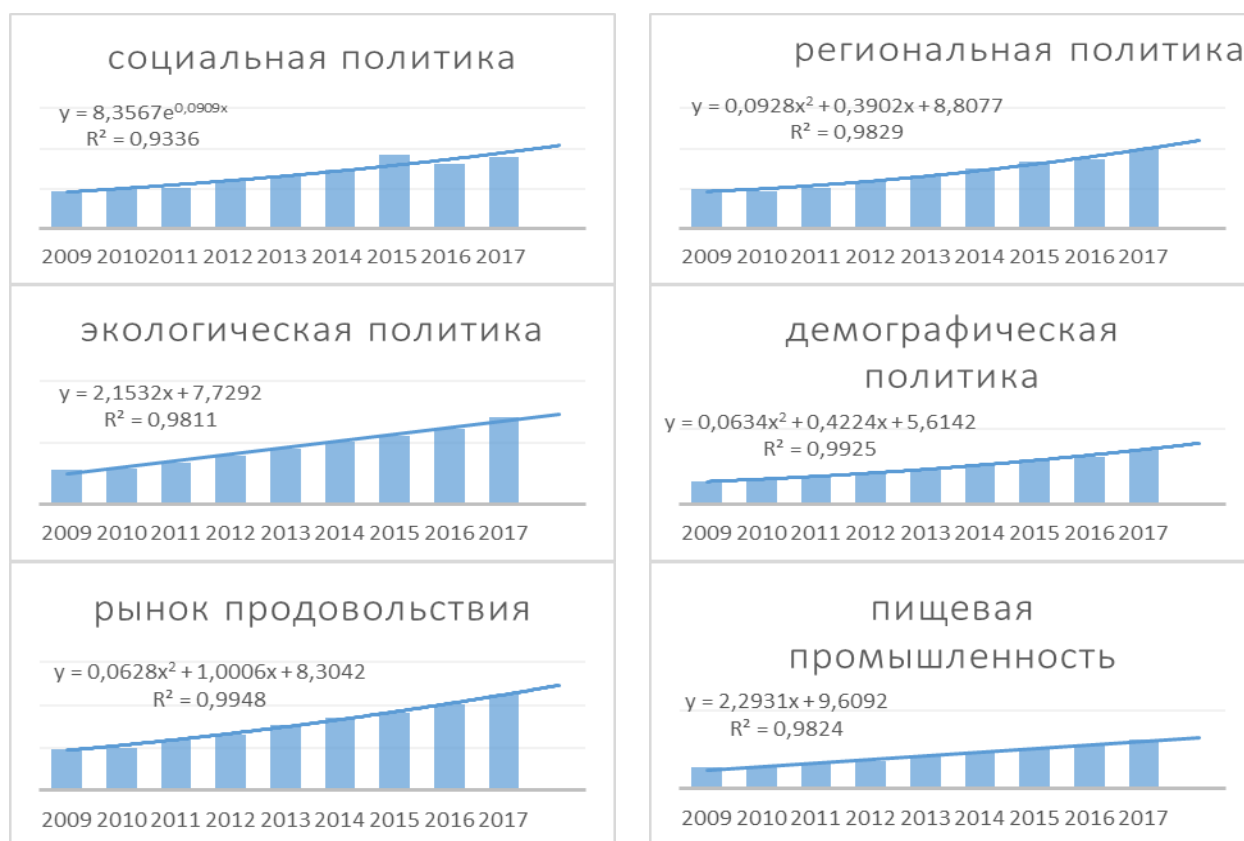 социальная политика
y = 8,3567e^0,0909x
R² = 0,9336
2009 2010 2011 2012 2013 2014 2015 2016 2017
региональная политика
y = 0,0928x² + 0,3902x + 8,8077
R² = 0,9829
2009 2010 2011 2012 2013 2014 2015 2016 2017
экологическая политика
y = 2,1532x + 7,7292
R² = 0,9811
2009 2010 2011 2012 2013 2014 2015 2016 2017
демографическая
политика
y = 0,0634x² + 0,4224x + 5,6142
R² = 0,9925
2009 2010 2011 2012 2013 2014 2015 2016 2017
рынок продовольствия
y = 0,0628x² + 1,0006x + 8,3042
R² = 0,9948
2009 2010 2011 2012 2013 2014 2015 2016 2017
пищевая
промышленность
y = 2,2931x + 9,6092
R² = 0,9824
2009 2010 2011 2012 2013 2014 2015 2016 2017